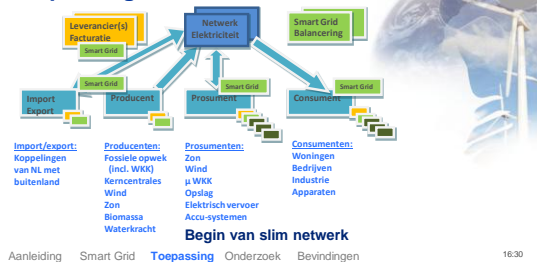 Leverancier(s)
Facturatie
Smart Grid
Netwerk
Elektriciteit
Smart Grid
Balancering
Smart Grid
Import
Export
Smart Grid
Producent
Smart Grid
Prosument
Smart Grid
Consument
Import/export:
Koppelingen
van NL met
buitenland
Producenten:
Fossiele opwek
(incl. WKK)
Kerncentrales
Wind
Zon
Biomassa
Waterkracht
Prosumenten:
Zon
Wind
µ WKK
Opslag
Elektrisch vervoer
Accu-systemen
Consumenten:
Woningen
Bedrijven
Industrie
Apparaten
Begin van slim netwerk
Aanleiding Smart Grid Toepassing Onderzoek Bevindingen
16:30